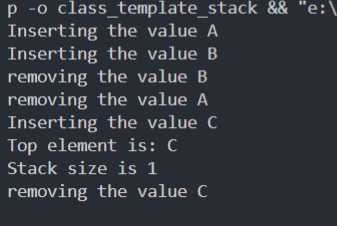 p -o class_template_stack && "e:\
Inserting the value A
Inserting the value B
removing the value B
removing the value A
Inserting the value C
Top element is: C
Stack size is 1
removing the value C